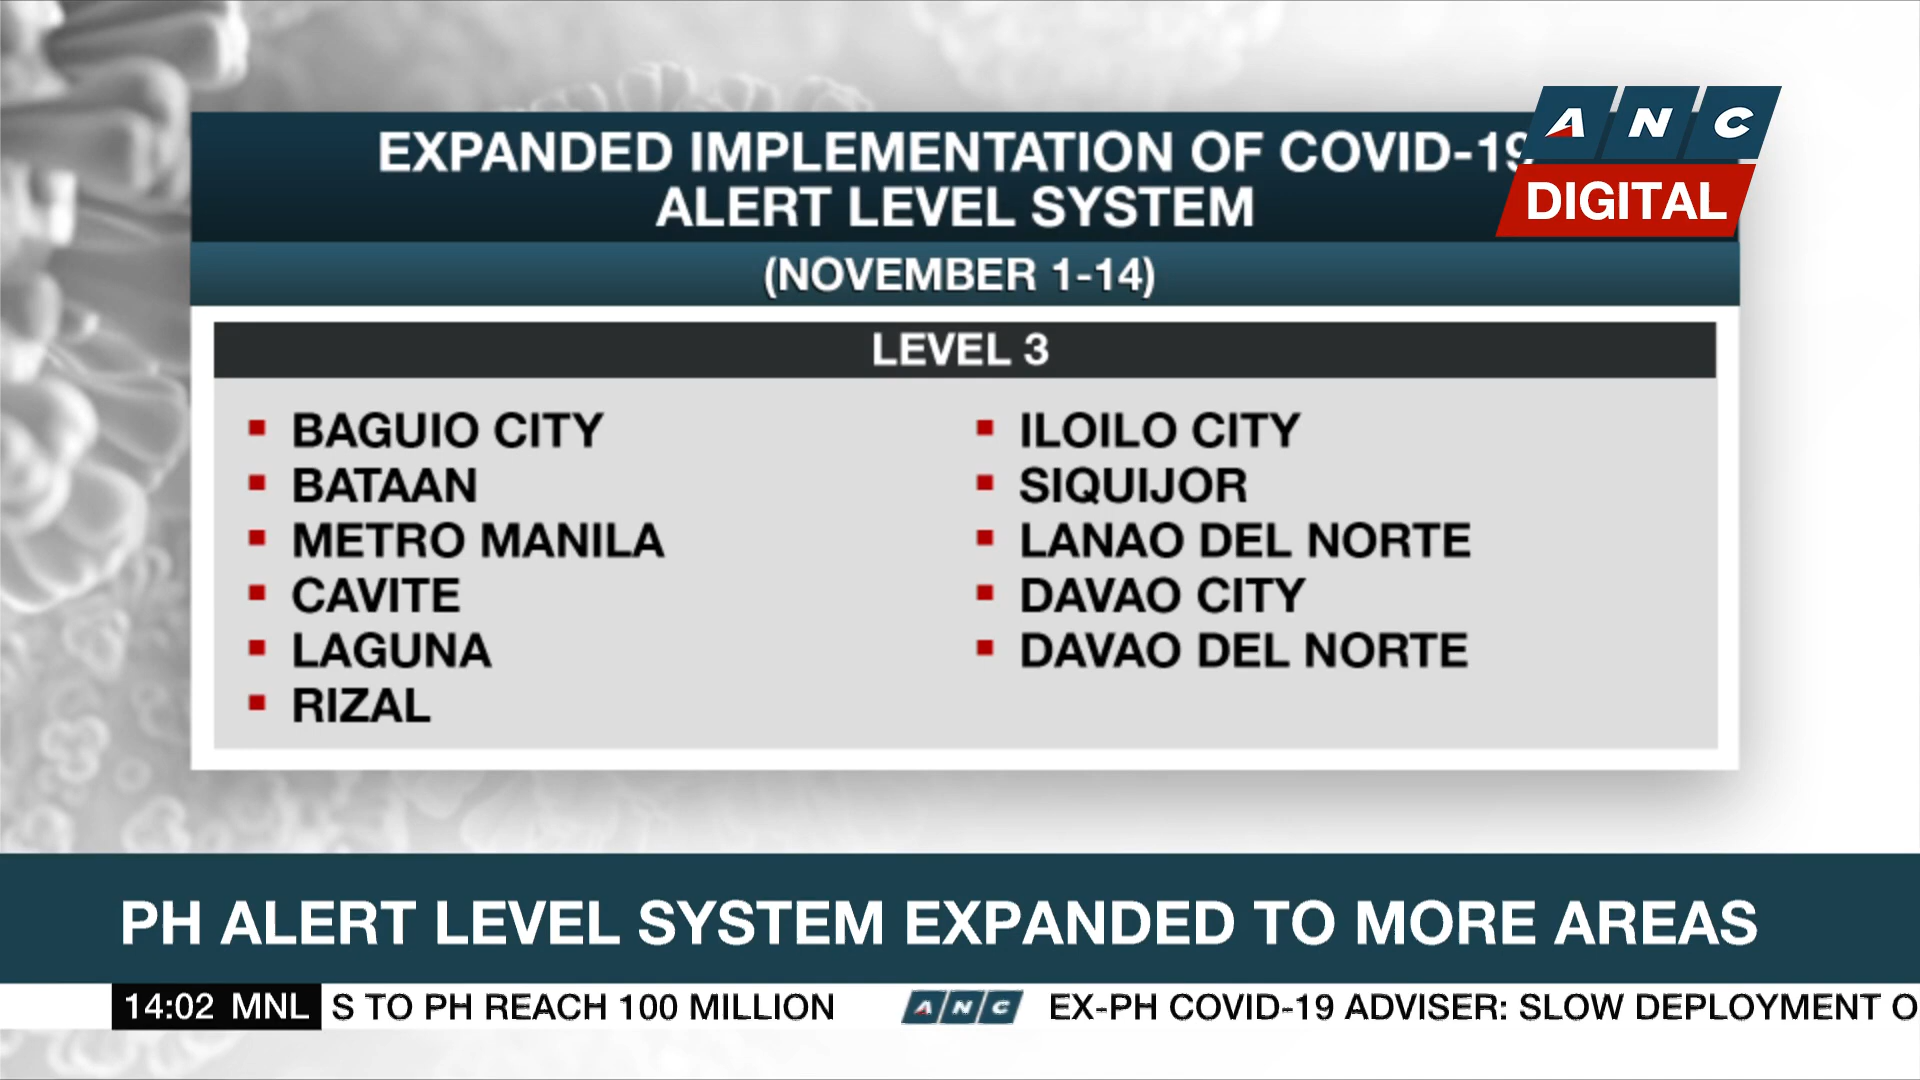 EXPANDED IMPLEMENTATION OF COVID-19
ALERT LEVEL SYSTEM
ANC
DIGITAL
(NOVEMBER 1-14)
LEVEL 3
BAGUIO CITY
BATAAN
METRO MANILA
CAVITE
LAGUNA
RIZAL
ILOILO CITY
SIQUIJOR
LANAO DEL NORTE
DAVAO CITY
DAVAO DEL NORTE
PH ALERT LEVEL SYSTEM EXPANDED TO MORE AREAS
14:02 MNL S TO PH REACH 100 MILLION ANC EX-PH COVID-19 ADVISER: SLOW DEPLOYMENT O